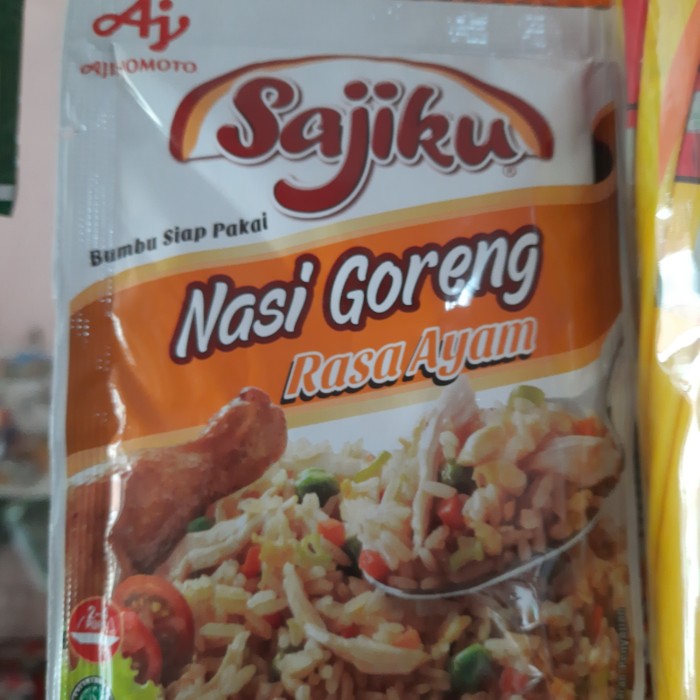 Aj
AJINOMOTO
Sajiku
®
Bumbu Siap Pakai
Nasi Goreng
Rasa Ayam